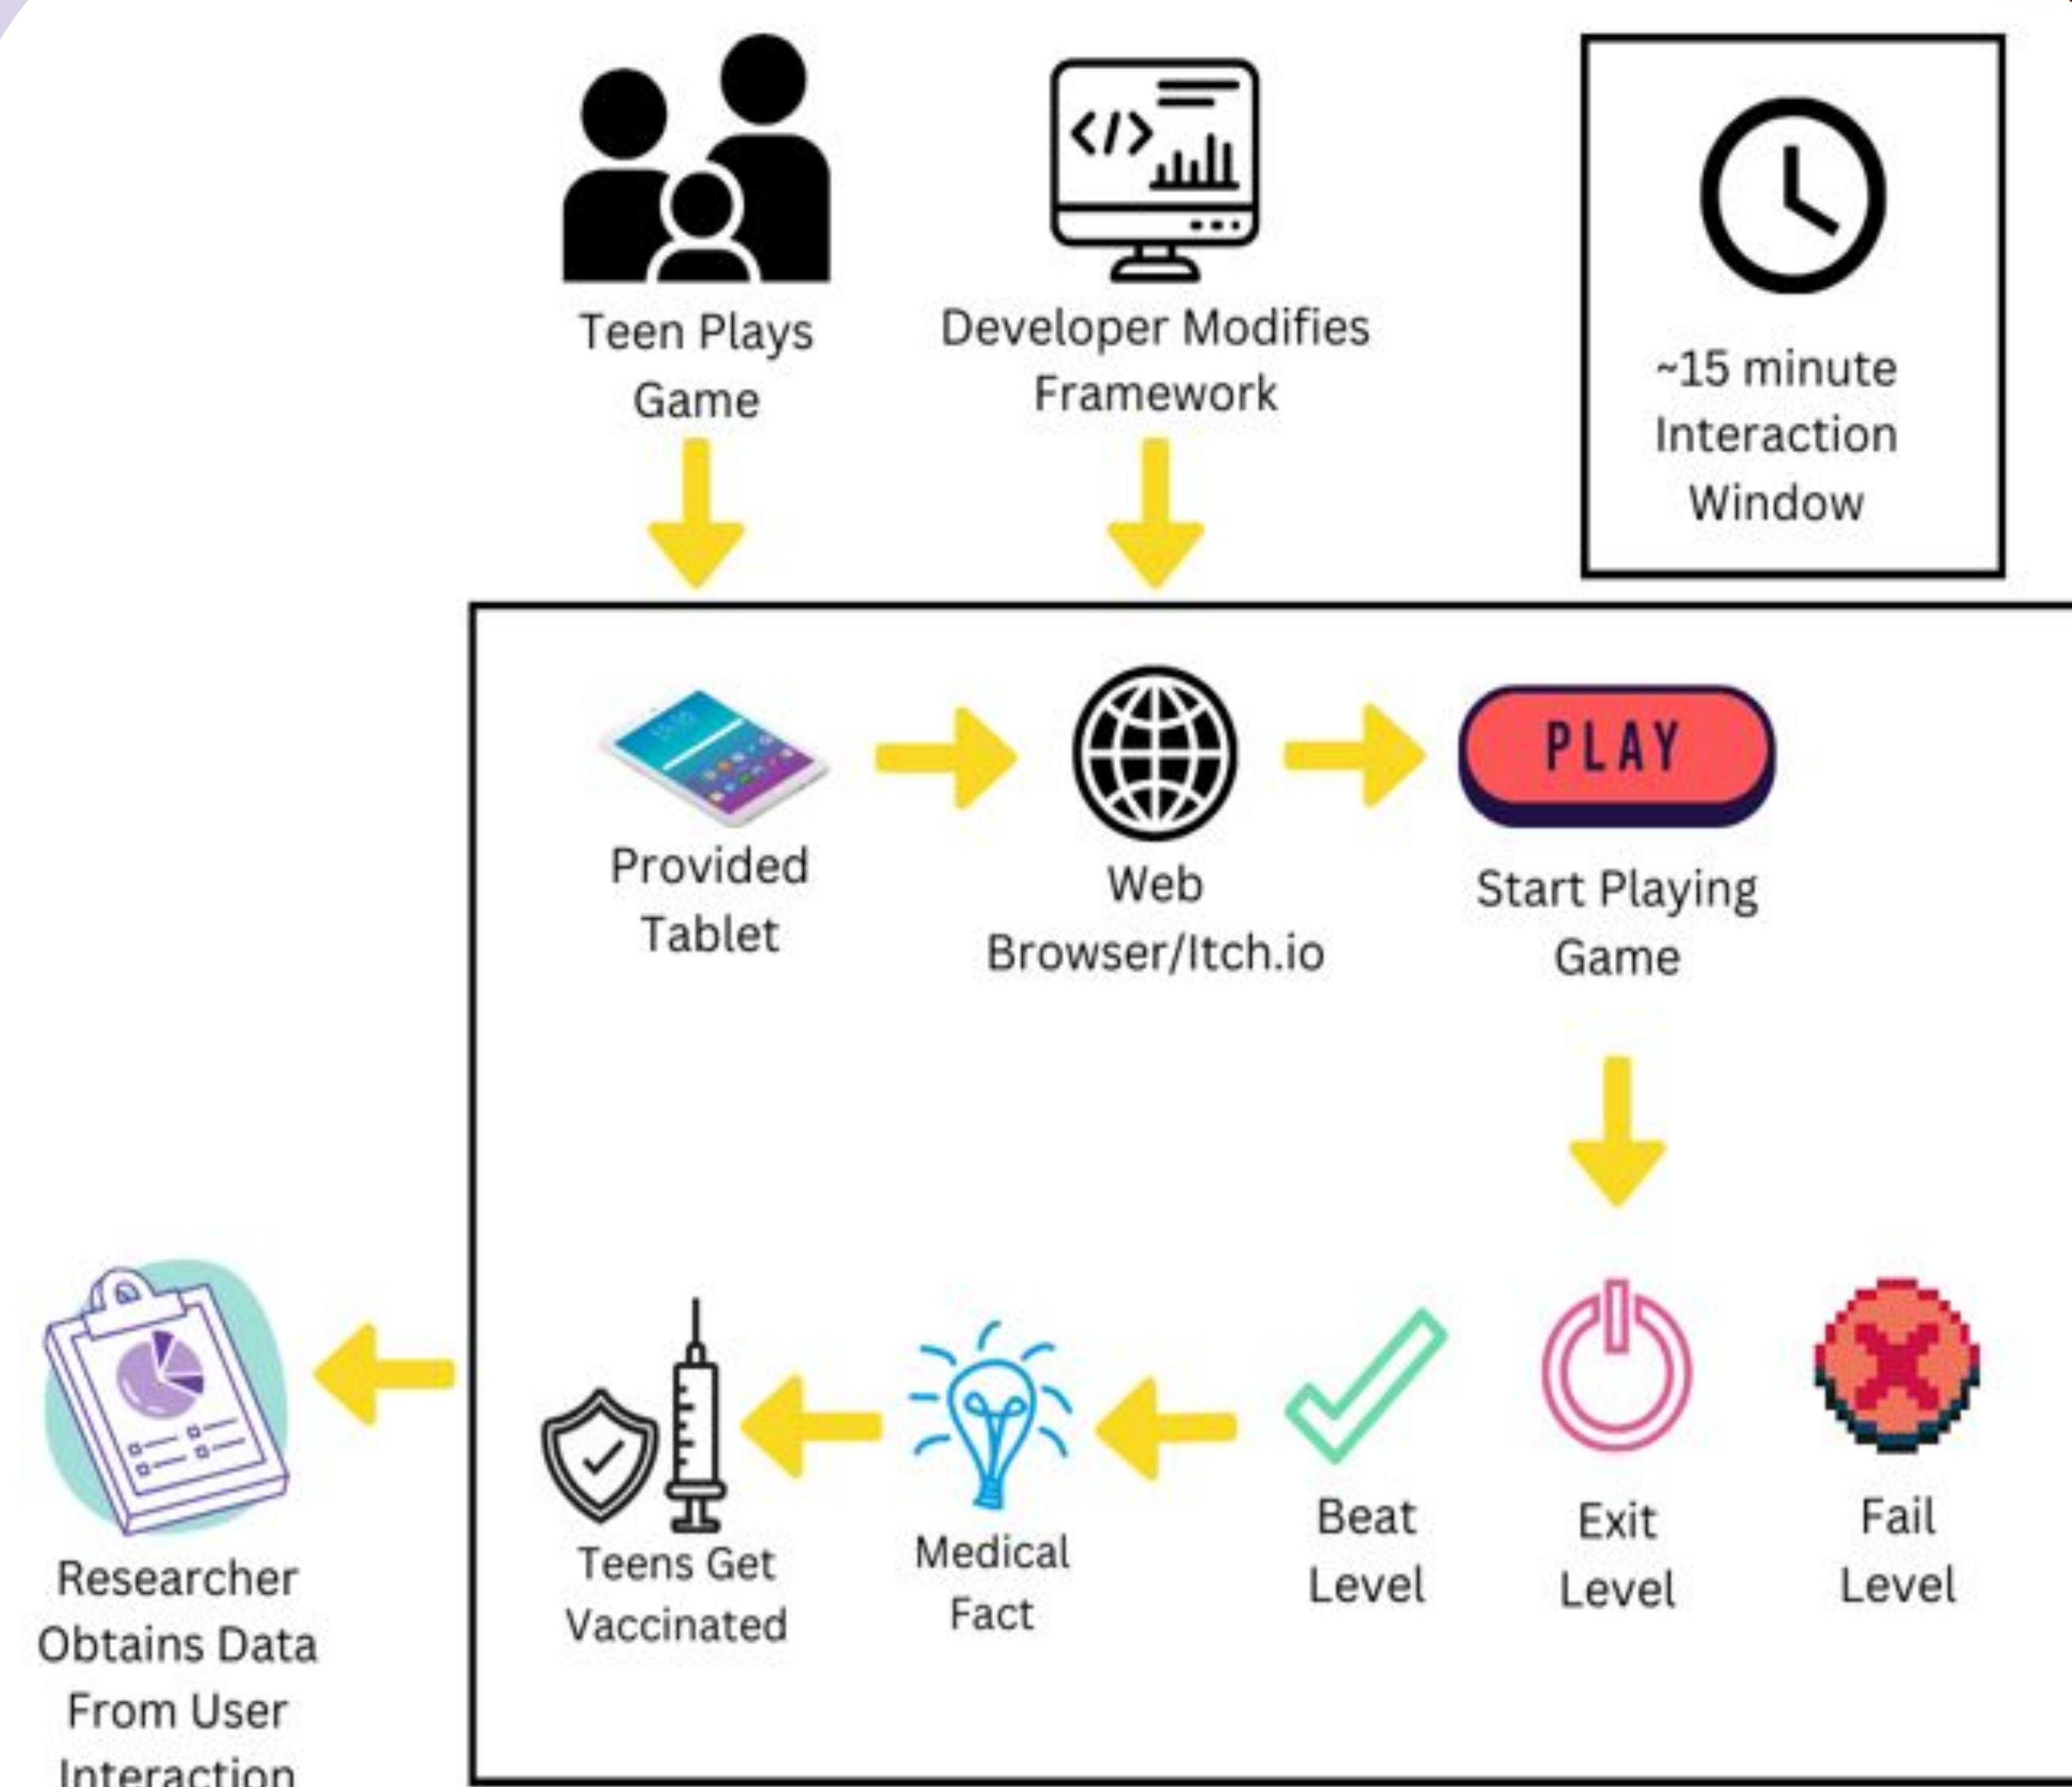 Teen Plays
Game
Developer Modifies
Framework
~15 minute
Interaction
Window
</>
PLAY
Provided
Tablet
Web
Browser/Itch.io
Start Playing
Game
Researcher
Obtains Data
From User
Interaction
Teens Get
Vaccinated
Medical
Fact
Beat
Level
Exit
Level
Fail
Level